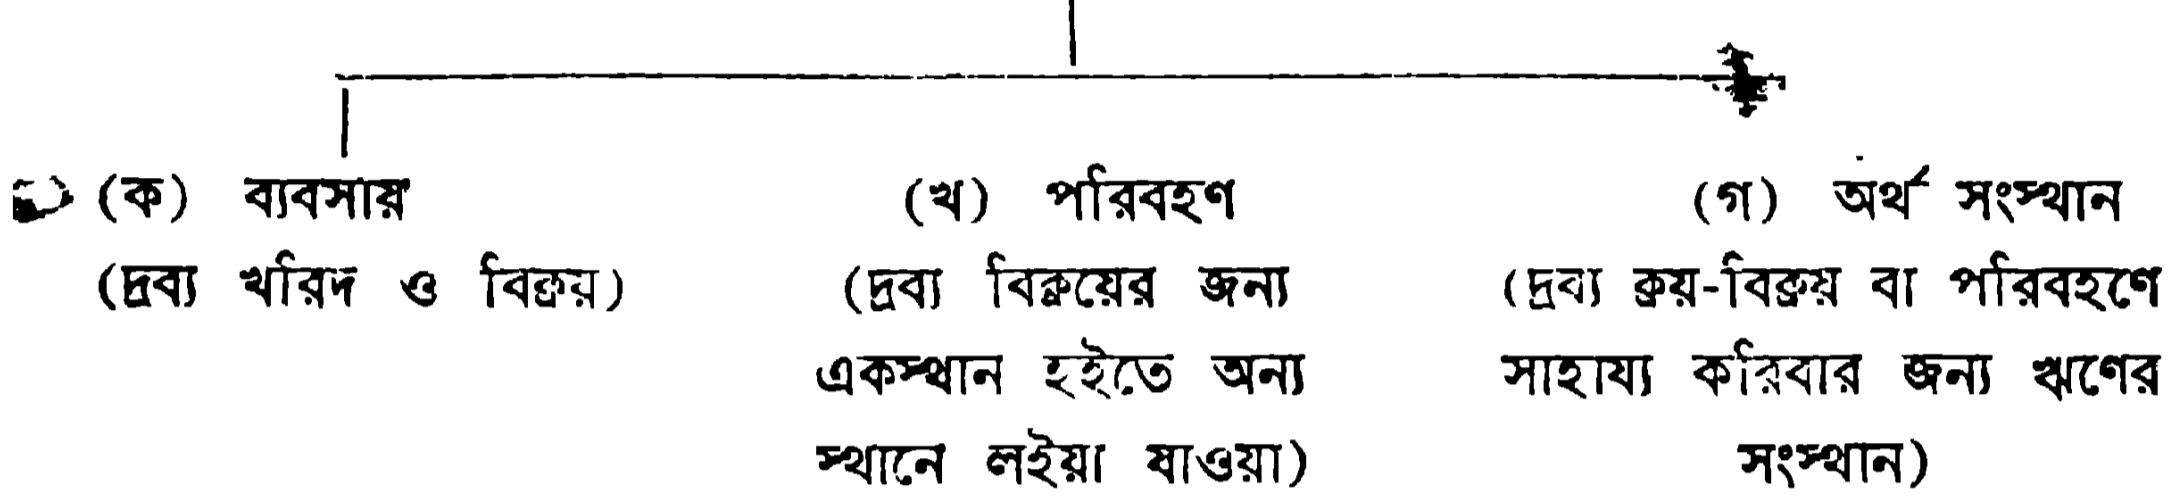 (ক) ব্যবসায়
(দ্রব্য খরিদ ও বিক্রয়)
(খ) পরিবহণ
(দ্রব্য বিক্রয়ের জন্য
একস্থান হইতে অন্য
স্থানে লইয়া যাওয়া)
(গ) অর্থ সংস্থান
(দ্রব্য ক্রয়-বিক্রয় বা পরিবহণে
সাহায্য করিবার জন্য ঋণের
সংস্থান)